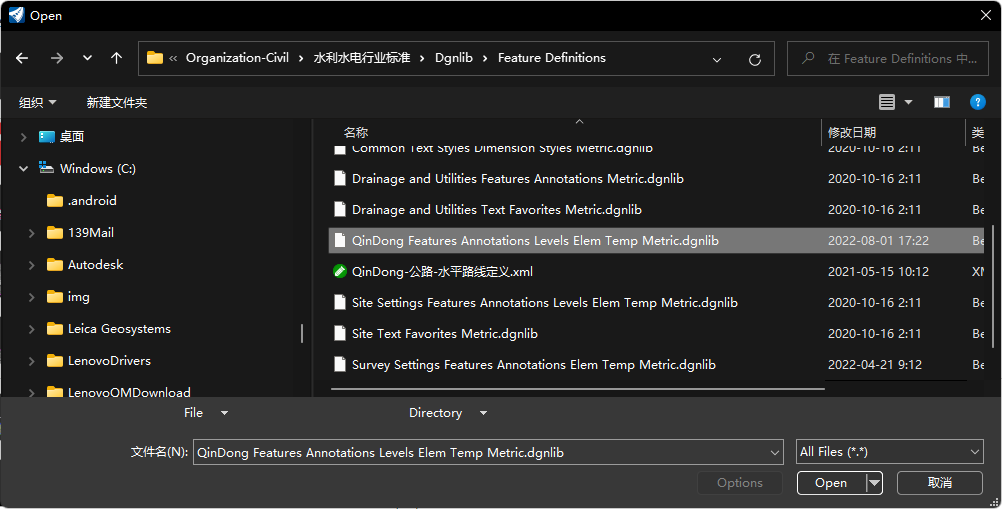 Open
« Organization-Civil › 水利水电行业标准 › Dgnlib › Feature Definitions
在 Feature Definitions 中...
组织 新建文件夹
名称 修改日期 类
桌面
Windows (C:)
.android
139Mail
Autodesk
img
Leica Geosystems
LenovoDrivers
LenovoQMDownload
Common Text Styles Dimension Styles Metric.dgnlib 2020-10-16 2:11 Be
Drainage and Utilities Features Annotations Metric.dgnlib 2020-10-16 2:11 Be
Drainage and Utilities Text Favorites Metric.dgnlib 2020-10-16 2:11 Be
QinDong Features Annotations Levels Elem Temp Metric.dgnlib 2022-08-01 17:22 Be
QinDong-公路-水平路线定义.xml 2021-05-15 10:12 XM
Site Settings Features Annotations Levels Elem Temp Metric.dgnlib 2020-10-16 2:11 Be
Site Text Favorites Metric.dgnlib 2020-10-16 2:11 Be
Survey Settings Features Annotations Elem Temp Metric.dgnlib 2022-04-21 9:12 Be
File Directory
文件名(N): QinDong Features Annotations Levels Elem Temp Metric.dgnlib All Files (*.*)
Options Open 取消